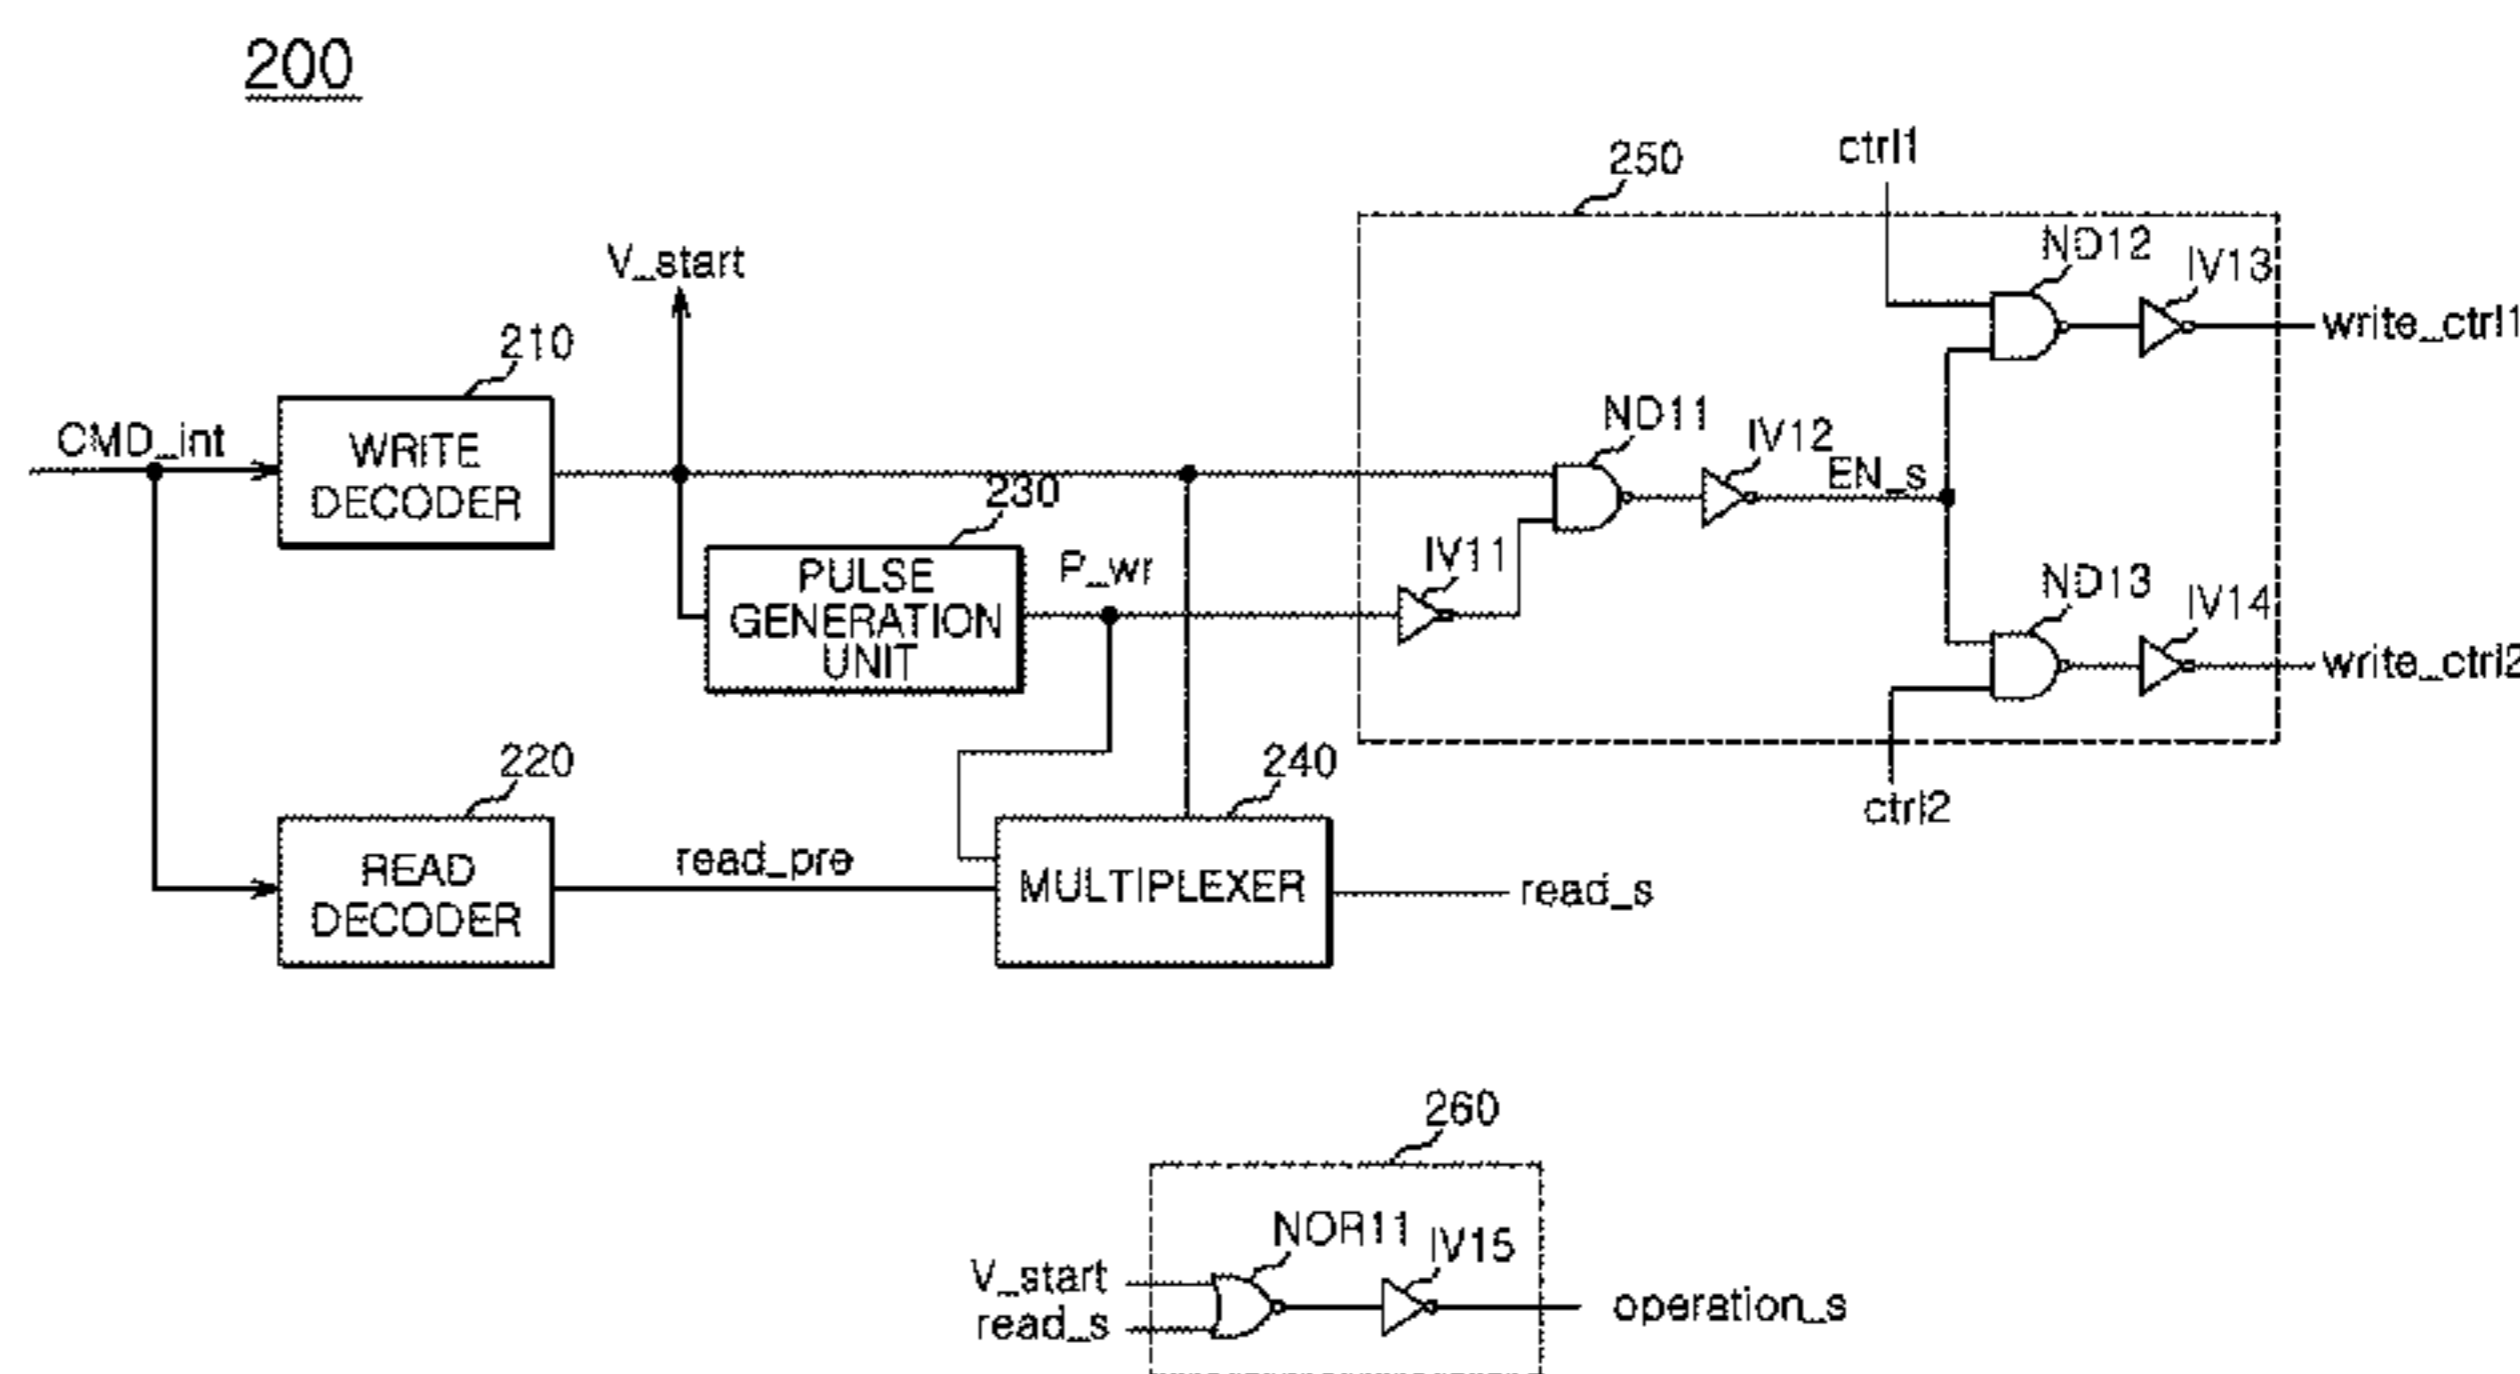 200
ctrl1
250
ND12
IV13
V_start
write_ctrl1
210
ND11
IV12
CMD_int
WRITE
DECODER
EN_s
230
P_wr
IV11
PULSE
GENERATION
UNIT
ND13
IV14
write_ctrl2
220
240
ctrl2
READ
DECODER
read_pre
MULTIPLEXER
read_s
260
NOR11
IV15
V_start
read_s
operation_s